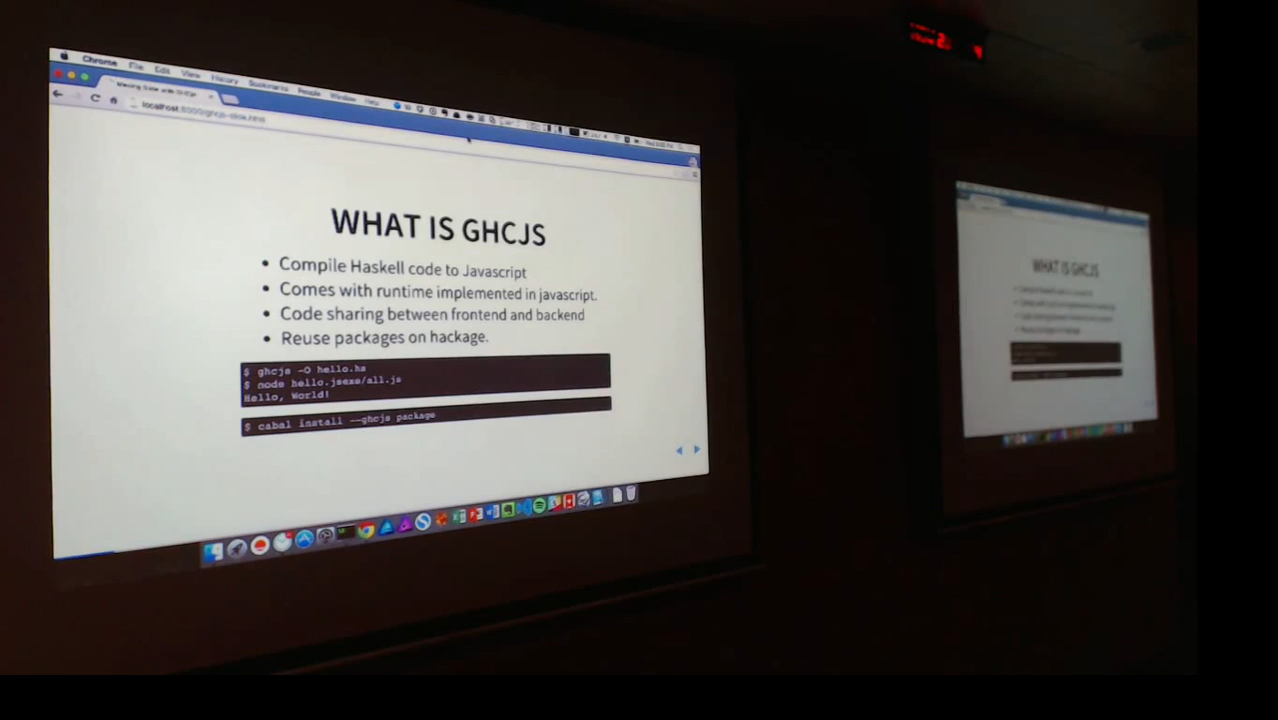 Chrome File Edit View History Bookmarks People Window Help
WHAT IS GHCJS
• Compile Haskell code to Javascript
• Comes with runtime implemented in javascript.
• Code sharing between frontend and backend
• Reuse packages on hackage.
$ ghcjs -O hello.hs
$ node hello.jsexe/all.js
Hello, World!
$ cabal install --ghcjs package
WHAT IS GHCJS